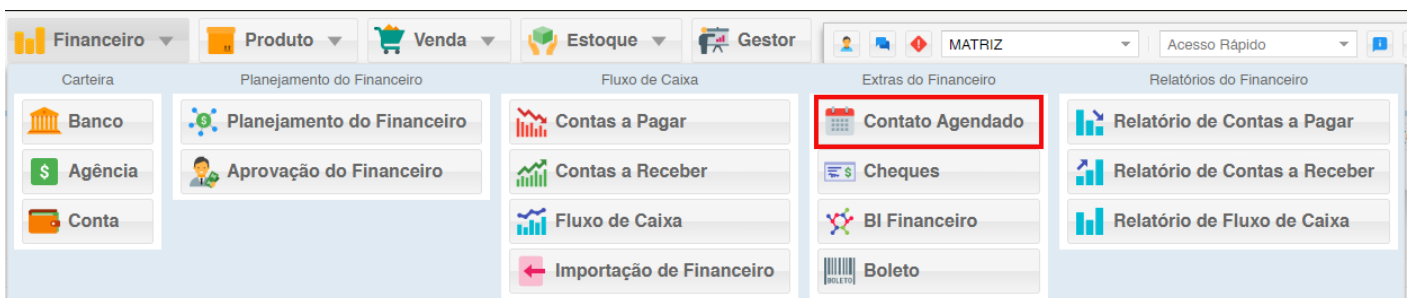 Financeiro
Produto
Venda
Estoque
Gestor
MATRIZ
Acesso Rápido
Carteira
Planejamento do Financeiro
Fluxo de Caixa
Extras do Financeiro
Relatórios do Financeiro
Banco
Planejamento do Financeiro
Contas a Pagar
Contato Agendado
Relatório de Contas a Pagar
Agência
Aprovação do Financeiro
Contas a Receber
Cheques
Relatório de Contas a Receber
Conta
Fluxo de Caixa
BI Financeiro
Relatório de Fluxo de Caixa
Importação de Financeiro
BOLETO
Boleto